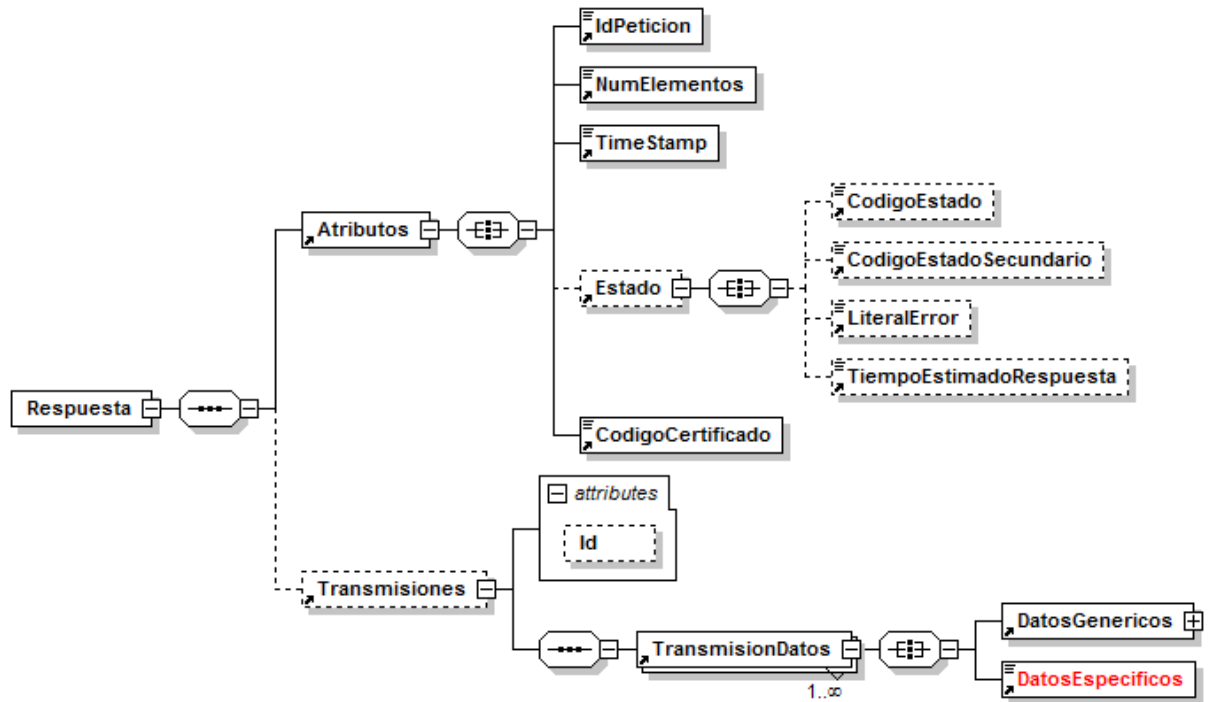 IdPeticion
NumElementos
TimeStamp
CodigoEstado
Atributos
CodigoEstadoSecundario
Estado
LiteralError
TiempoEstimadoRespuesta
Respuesta
CodigoCertificado
attributes
Id
Transmisiones
DatosGenericos
TransmisionDatos
DatosEspecificos
1..∞